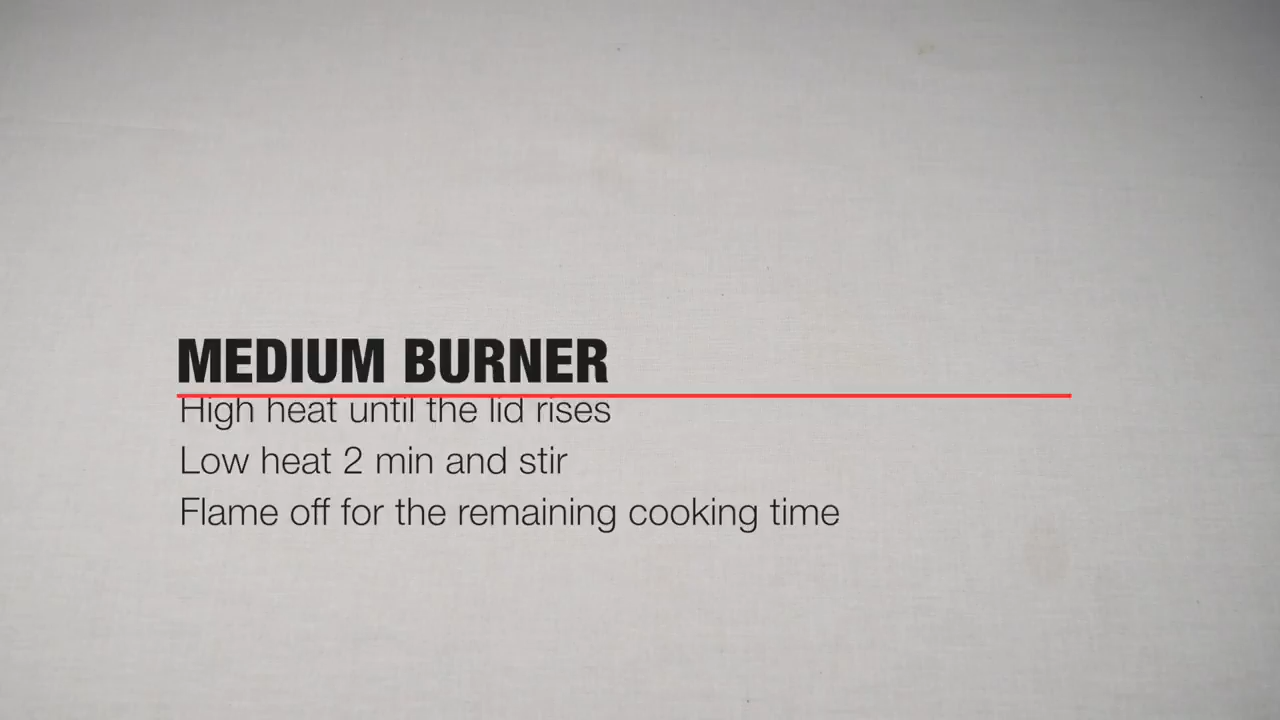 MEDIUM BURNER
High heat until the lid rises
Low heat 2 min and stir
Flame off for the remaining cooking time